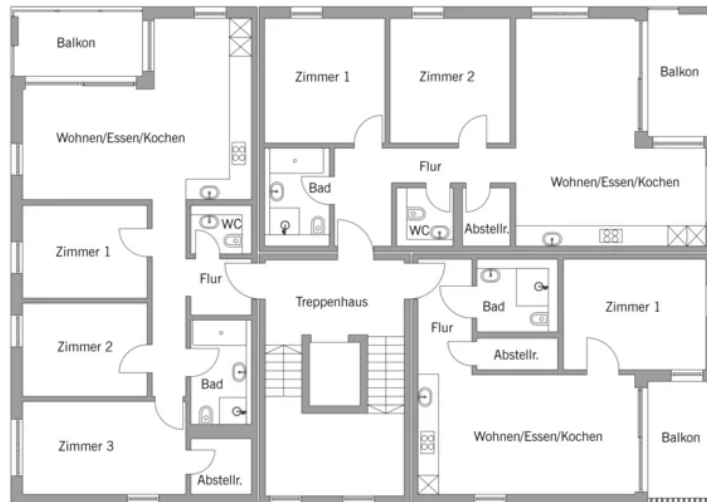 Balkon
Wohnen/Essen/Kochen
Zimmer 1
WC
Flur
Zimmer 2
Bad
Zimmer 3
Abstellr.
Zimmer 1
Zimmer 2
Balkon
Flur
Bad
Wohnen/Essen/Kochen
WC
Abstellr.
Treppenhaus
Bad
Zimmer 1
Flur
Abstellr.
Wohnen/Essen/Kochen
Balkon